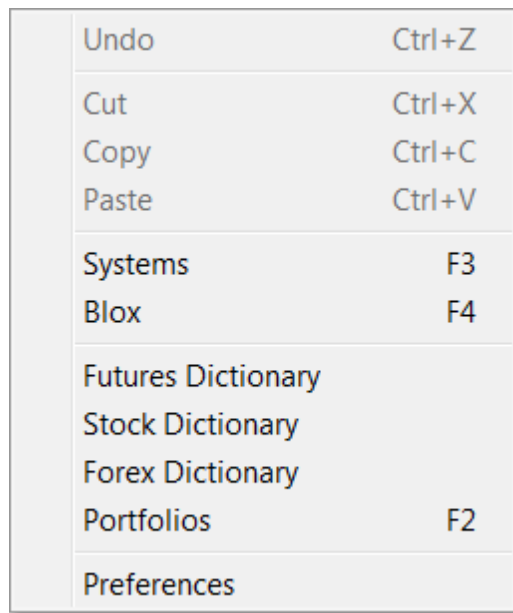 Undo Ctrl+Z
Cut Ctrl+X
Copy Ctrl+C
Paste Ctrl+V
Systems F3
Blox F4
Futures Dictionary
Stock Dictionary
Forex Dictionary
Portfolios F2
Preferences